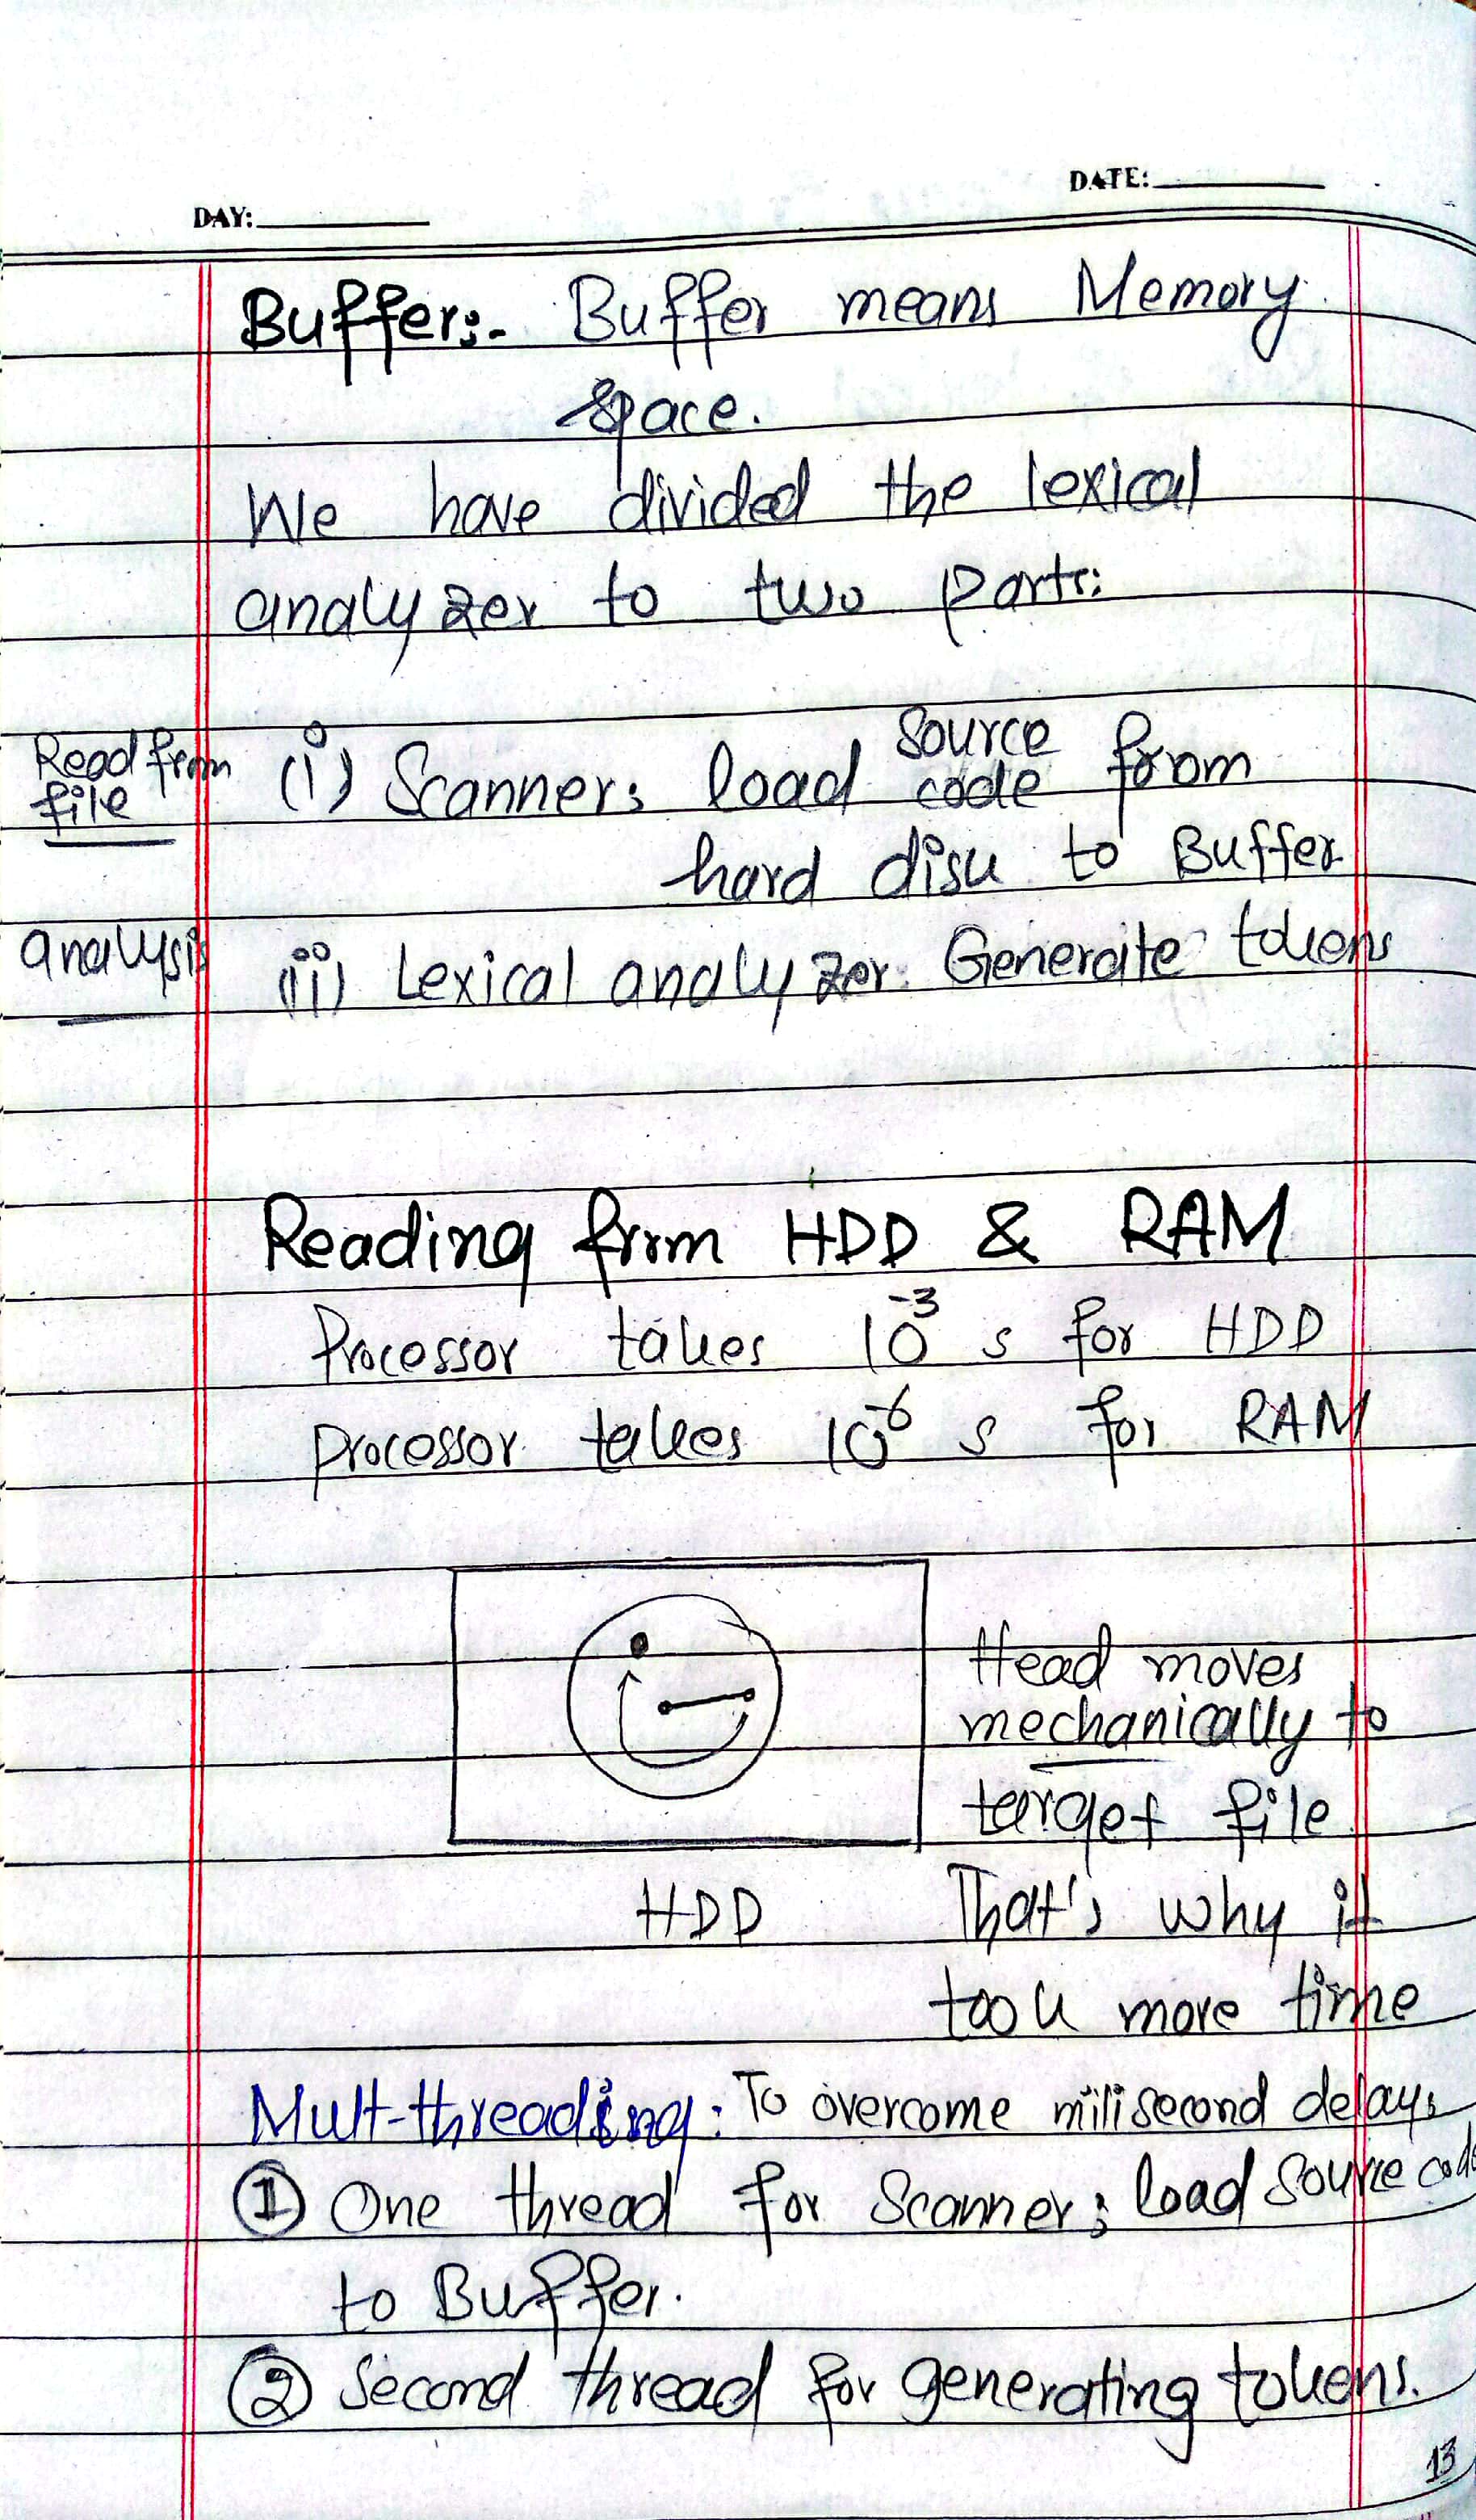 DATE:
DAY:
Buffer:- Buffer means Memory
space.
We have divided the lexical
analyzer to two parts:
Read from
file
(i) Scanner: load source code from
hard disk to Buffer
analysis
(ii) Lexical analyzer: Generate tokens
Reading from HDD & RAM
Processor takes 10⁻³ s for HDD
processor takes 10⁻⁶ s for RAM
Head moves
mechanically to
target file
HDD
That's why it
took more time
Mult-threading: To overcome milisecond delays
① One thread for Scanner; load Source code
to Buffer.
② Second thread for generating tokens.
13